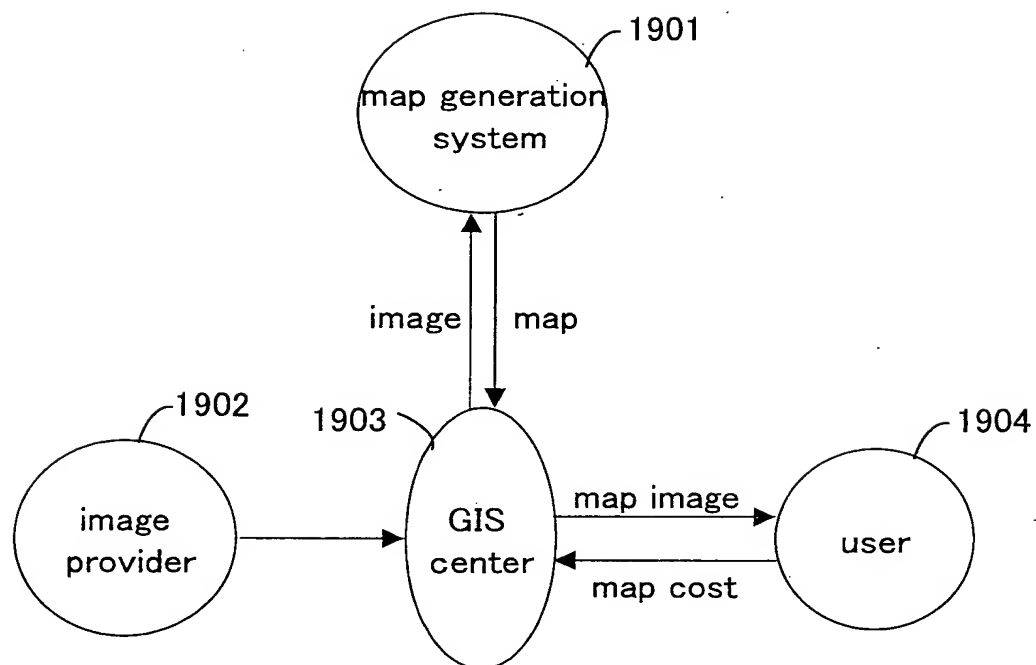 1901
map generation
system
image
map
1902
1903
1904
image
provider
GIS
center
map image
user
map cost